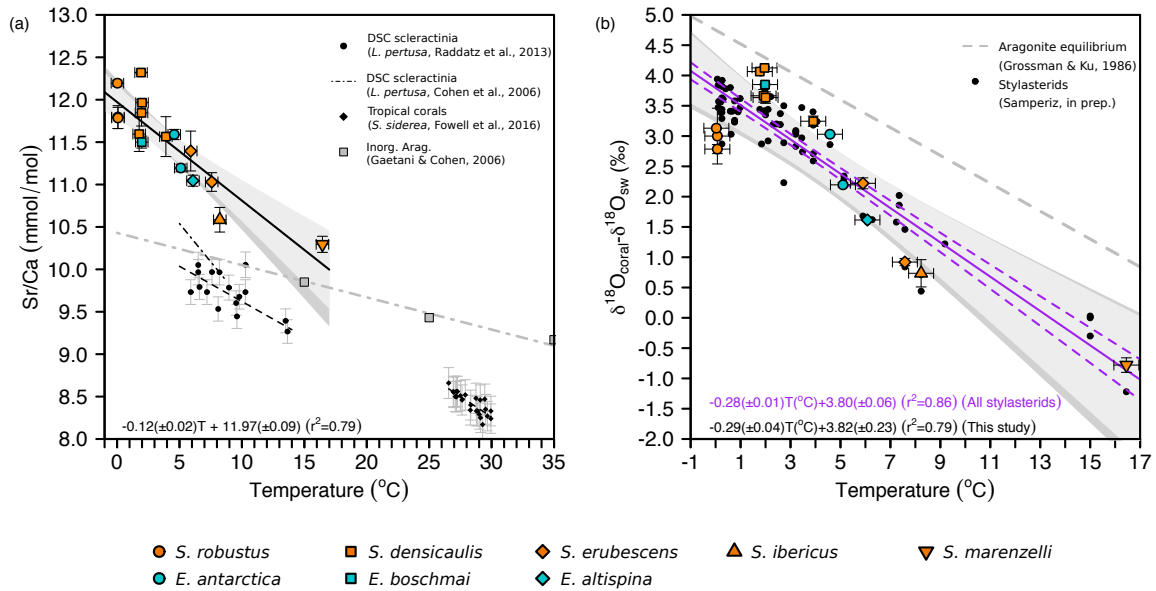 (a)
13.0
12.5
12.0
11.5
11.0
10.5
10.0
9.5
9.0
8.5
8.0
Sr/Ca (mmol/mol)
DSC scleractinia
(L. pertusa, Raddatz et al., 2013)
DSC scleractinia
(L. pertusa, Cohen et al., 2006)
Tropical corals
(S. siderea, Fowell et al., 2016)
Inorg. Arag.
(Gaetani & Cohen, 2006)
-0.12(±0.02)T + 11.97(±0.09) (r²=0.79)
0 5 10 15 20 25 30 35
Temperature (°C)
(b)
5.0
4.5
4.0
3.5
3.0
2.5
2.0
1.5
1.0
0.5
0.0
-0.5
-1.0
-1.5
-2.0
δ¹⁸Ocoral-δ¹⁸Osw (‰)
Aragonite equilibrium
(Grossman & Ku, 1986)
Stylasterids
(Samperiz, in prep.)
-0.28(±0.01)T(°C)+3.80(±0.06) (r²=0.86) (All stylasterids)
-0.29(±0.04)T(°C)+3.82(±0.23) (r²=0.79) (This study)
-1 1 3 5 7 9 11 13 15 17
Temperature (°C)
S. robustus S. densicaulis S. erubescens S. ibericus S. marenzelli
E. antarctica E. boschmai E. altispina